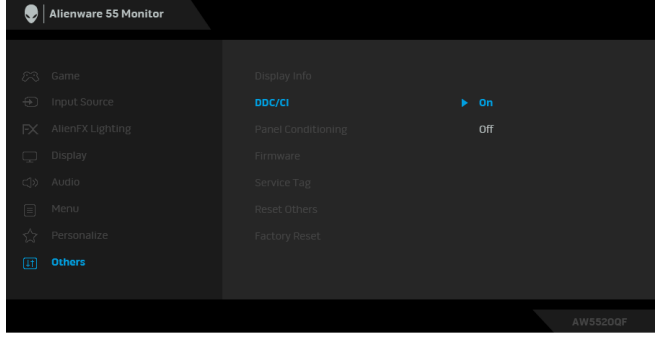 Alienware 55 Monitor
Game
Display Info
Input Source
DDC/CI
On
AlienFX Lighting
Panel Conditioning
Off
Display
Firmware
Audio
Service Tag
Menu
Reset Others
Personalize
Factory Reset
Others
AW5520QF